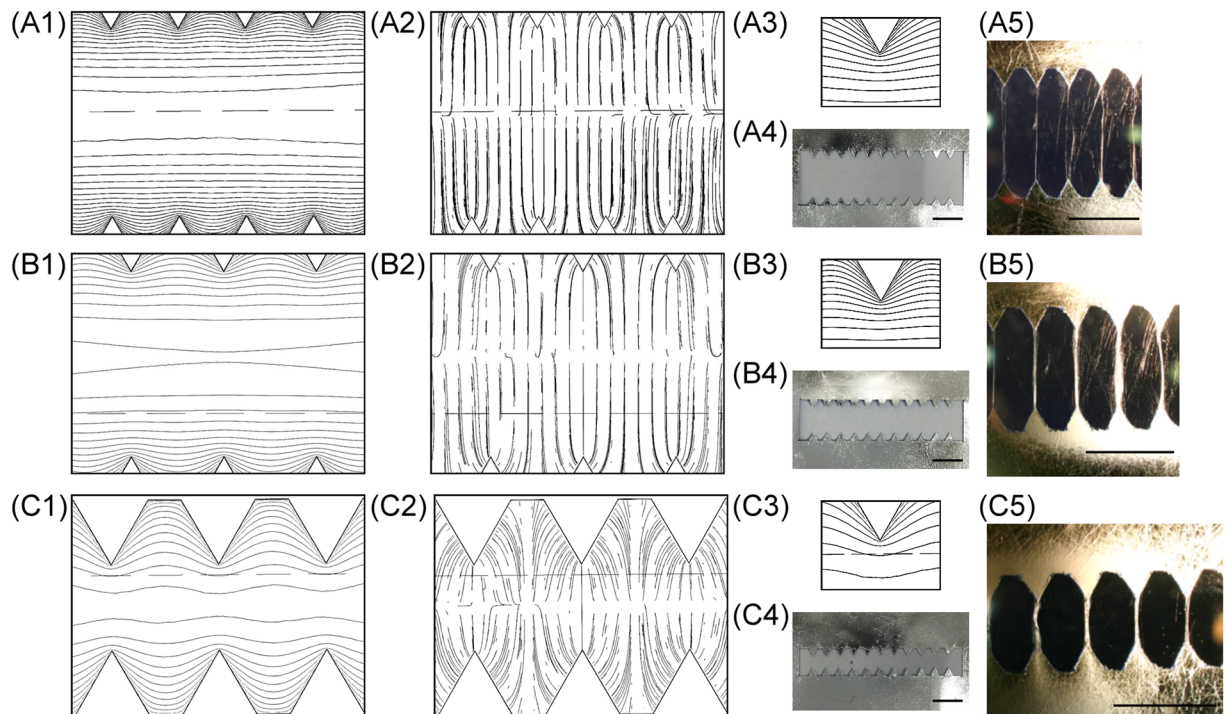 (A1) (A2) (A3) (A5)
(A4)
(B1) (B2) (B3) (B5)
(B4)
(C1) (C2) (C3) (C5)
(C4)